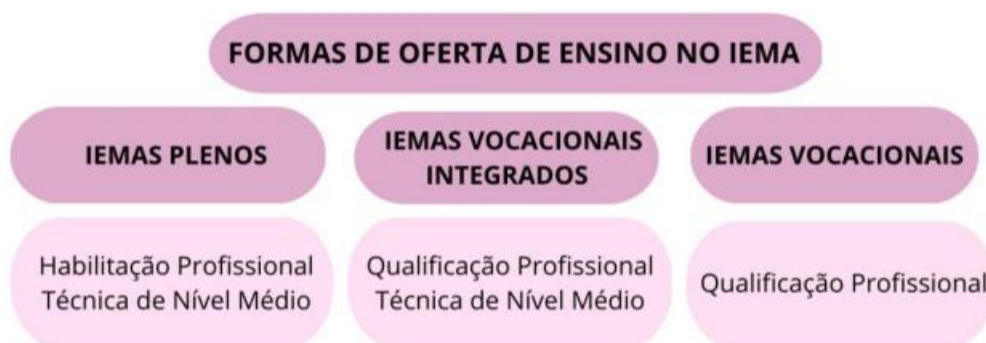 FORMAS DE OFERTA DE ENSINO NO IEMA
IEMAS PLENOS
IEMAS VOCACIONAIS
INTEGRADOS
IEMAS VOCACIONAIS
Habilitação Profissional
Técnica de Nível Médio
Qualificação Profissional
Técnica de Nível Médio
Qualificação Profissional